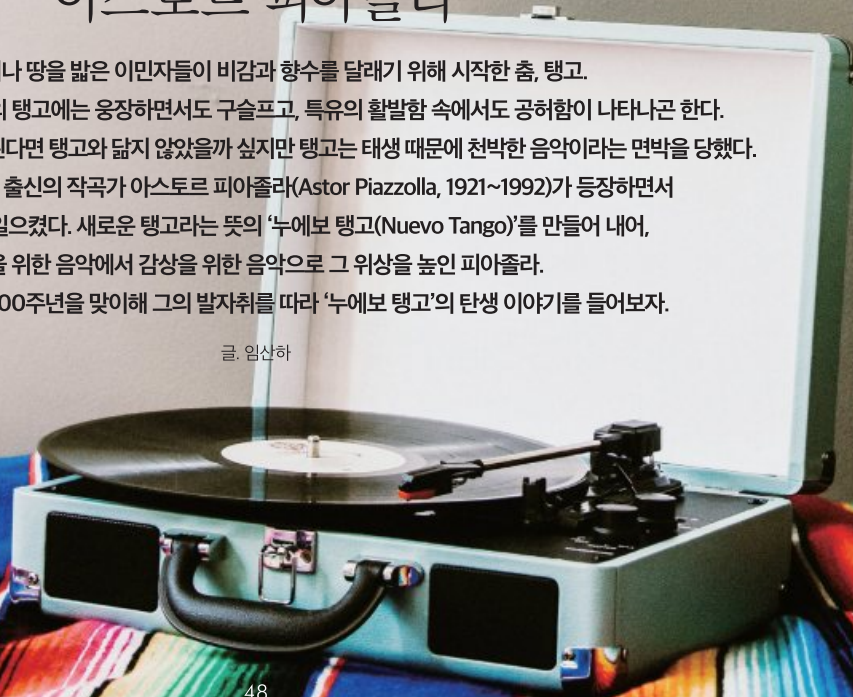 아스토르 피아졸라
나 땅을 밟은 이민자들이 비감과 향수를 달래기 위해 시작한 춤, 탱고.
탱고에는 웅장하면서도 구슬프고, 특유의 활발함 속에서도 공허함이 나타나곤 한다.
된다면 탱고와 닮지 않았을까 싶지만 탱고는 태생 때문에 천박한 음악이라는 면박을 당했다.
출신의 작곡가 아스토르 피아졸라(Astor Piazzolla, 1921~1992)가 등장하면서
일으켰다. 새로운 탱고라는 뜻의 ‘누에보 탱고(Nuevo Tango)’를 만들어 내어,
위한 음악에서 감상을 위한 음악으로 그 위상을 높인 피아졸라.
00주년을 맞이해 그의 발자취를 따라 ‘누에보 탱고’의 탄생 이야기를 들어보자.
글. 임산하
48